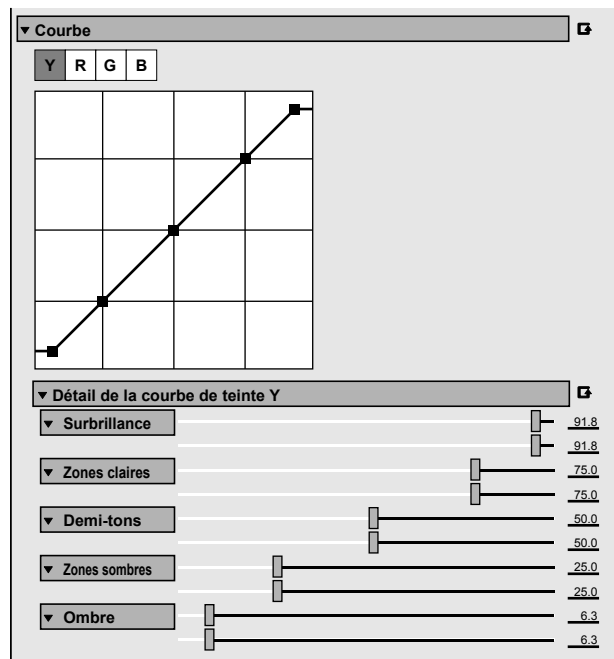 Courbe
Y R G B
Détail de la courbe de teinte Y
Surbrillance 91.8
91.8
Zones claires 75.0
75.0
Demi-tons 50.0
50.0
Zones sombres 25.0
25.0
Ombre 6.3
6.3